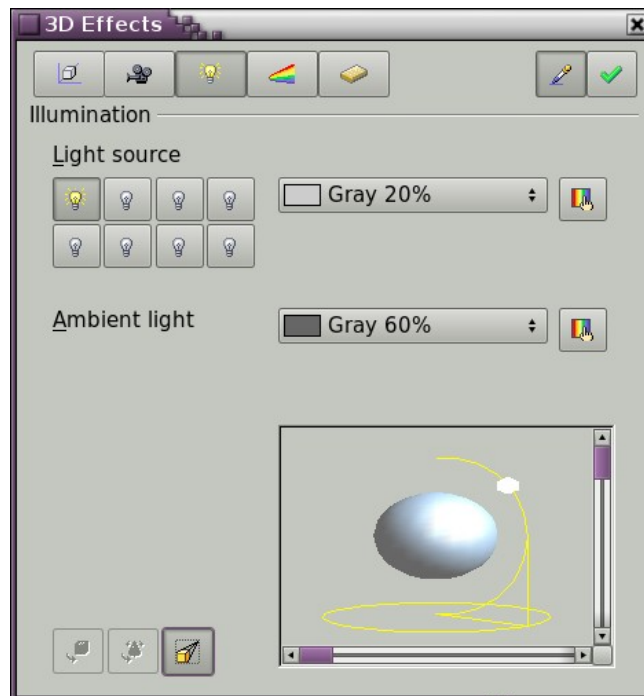 3D Effects
Illumination
Light source
Gray 20%
Ambient light
Gray 60%